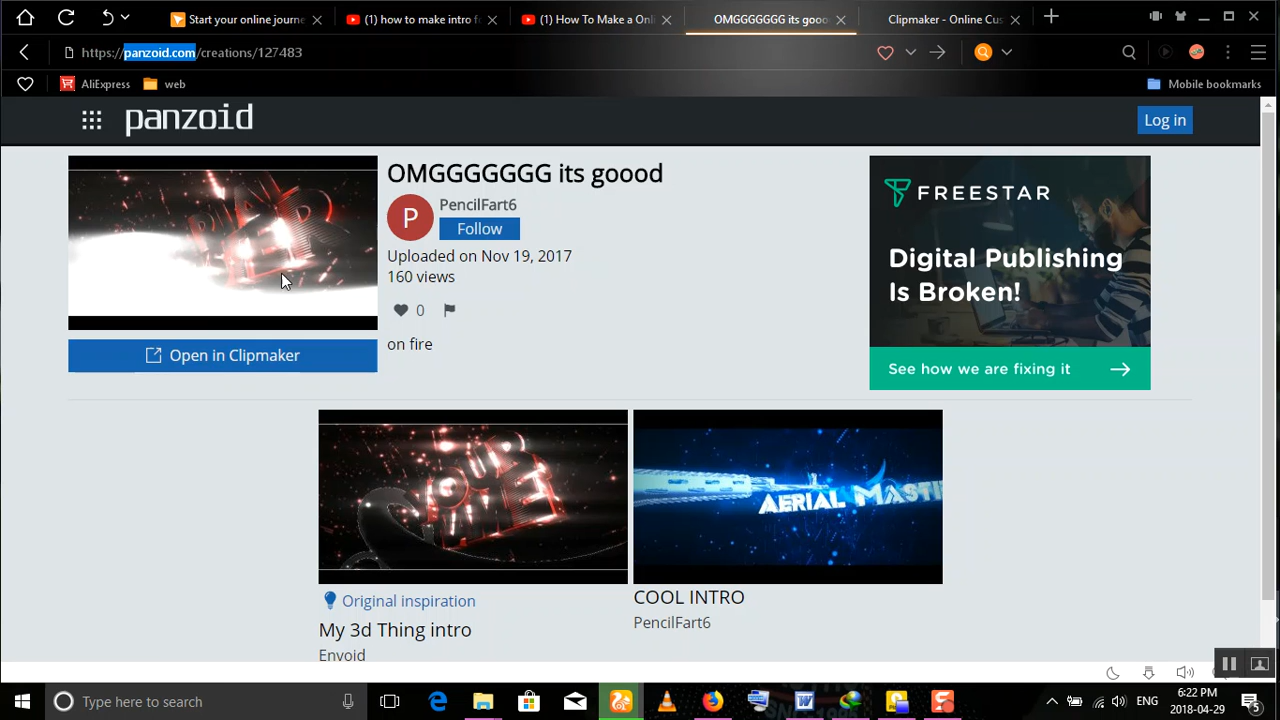 Start your online journe
(1) how to make intro f
(1) How To Make a Onl
OMGGGGGGG its gooo
Clipmaker - Online Cus
https://panzoid.com/creations/127483
AliExpress
web
Mobile bookmarks
panzoid
Log in
OMGGGGGGG its goood
P
PencilFart6
Follow
Uploaded on Nov 19, 2017
160 views
0
on fire
Open in Clipmaker
FREESTAR
Digital Publishing
Is Broken!
See how we are fixing it
YOUR
AERIAL MASTI
Original inspiration
My 3d Thing intro
Envoid
COOL INTRO
PencilFart6
Type here to search
ENG
6:22 PM
2018-04-29
5